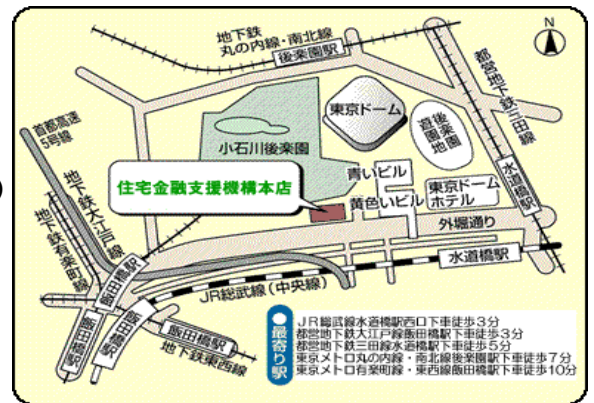 地下鉄
丸の内線・南北線
後楽園駅
N
都営地下鉄三田線
首都高速
5号線
東京ドーム
後楽園
遊園地
小石川後楽園
青いビル
住宅金融支援機構本店
黄色いビル
東京ドーム
ホテル
水道橋駅
外堀通り
地下鉄大江戸線
地下鉄有楽町線
飯田橋駅
水道橋駅
JR総武線(中央線)
飯田橋駅
飯田橋駅
飯田橋駅
地下鉄東西線
●最寄り駅
JR総武線水道橋駅西口下車徒歩3分
都営地下鉄大江戸線飯田橋駅下車徒歩3分
都営地下鉄三田線水道橋駅下車徒歩5分
東京メトロ丸の内線・南北線後楽園駅下車徒歩7分
東京メトロ有楽町線・東西線飯田橋駅下車徒歩10分